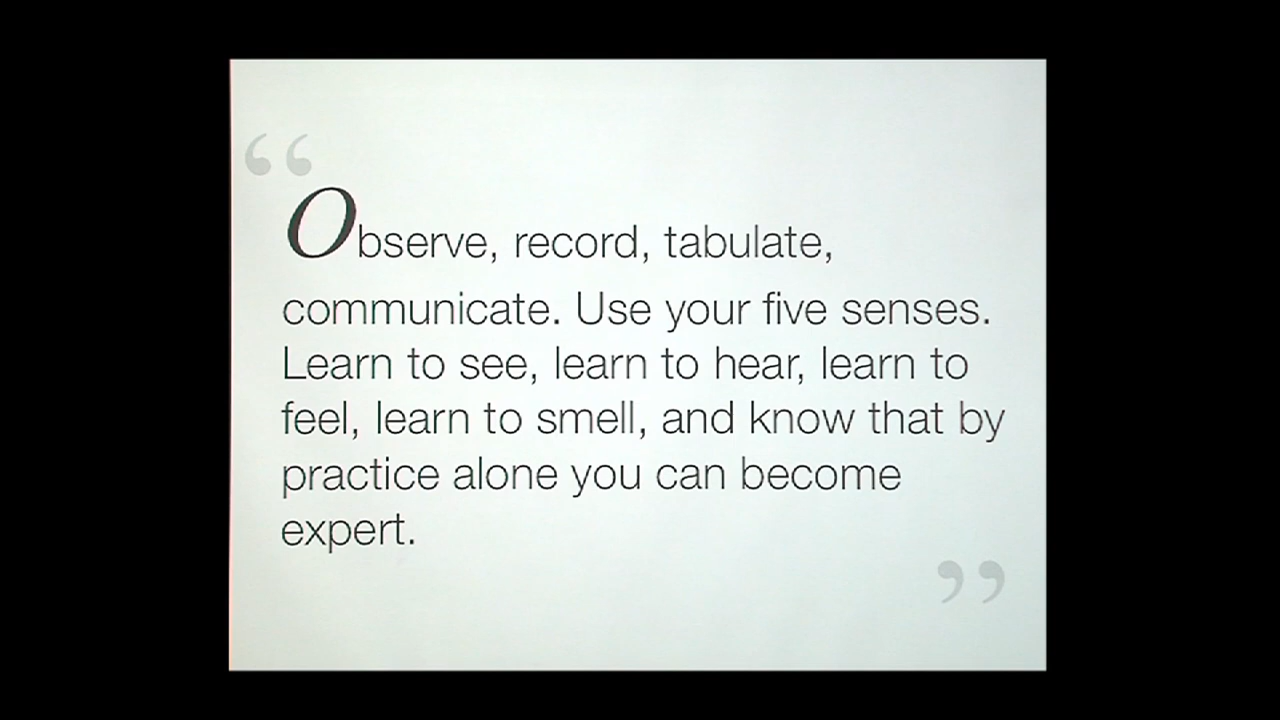 “
Observe, record, tabulate,
communicate. Use your five senses.
Learn to see, learn to hear, learn to
feel, learn to smell, and know that by
practice alone you can become
expert.
”